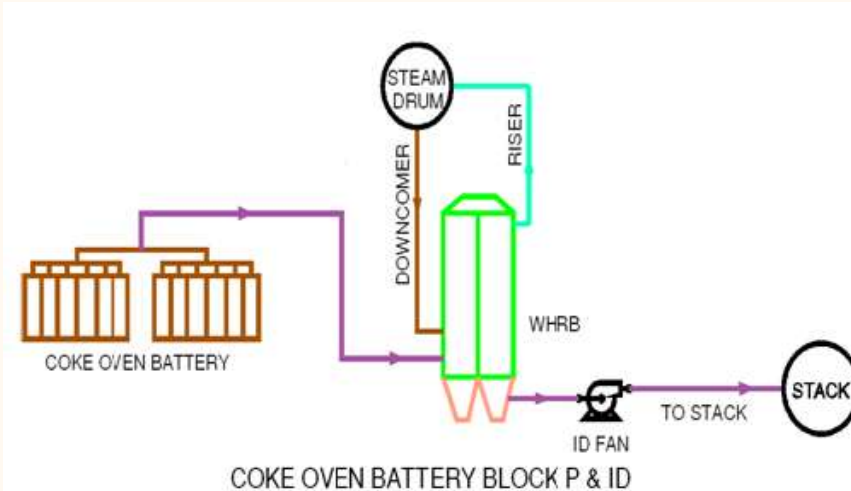 STEAM
DRUM
RISER
DOWNCOMER
WHRB
COKE OVEN BATTERY
STACK
TO STACK
ID FAN
COKE OVEN BATTERY BLOCK P & ID